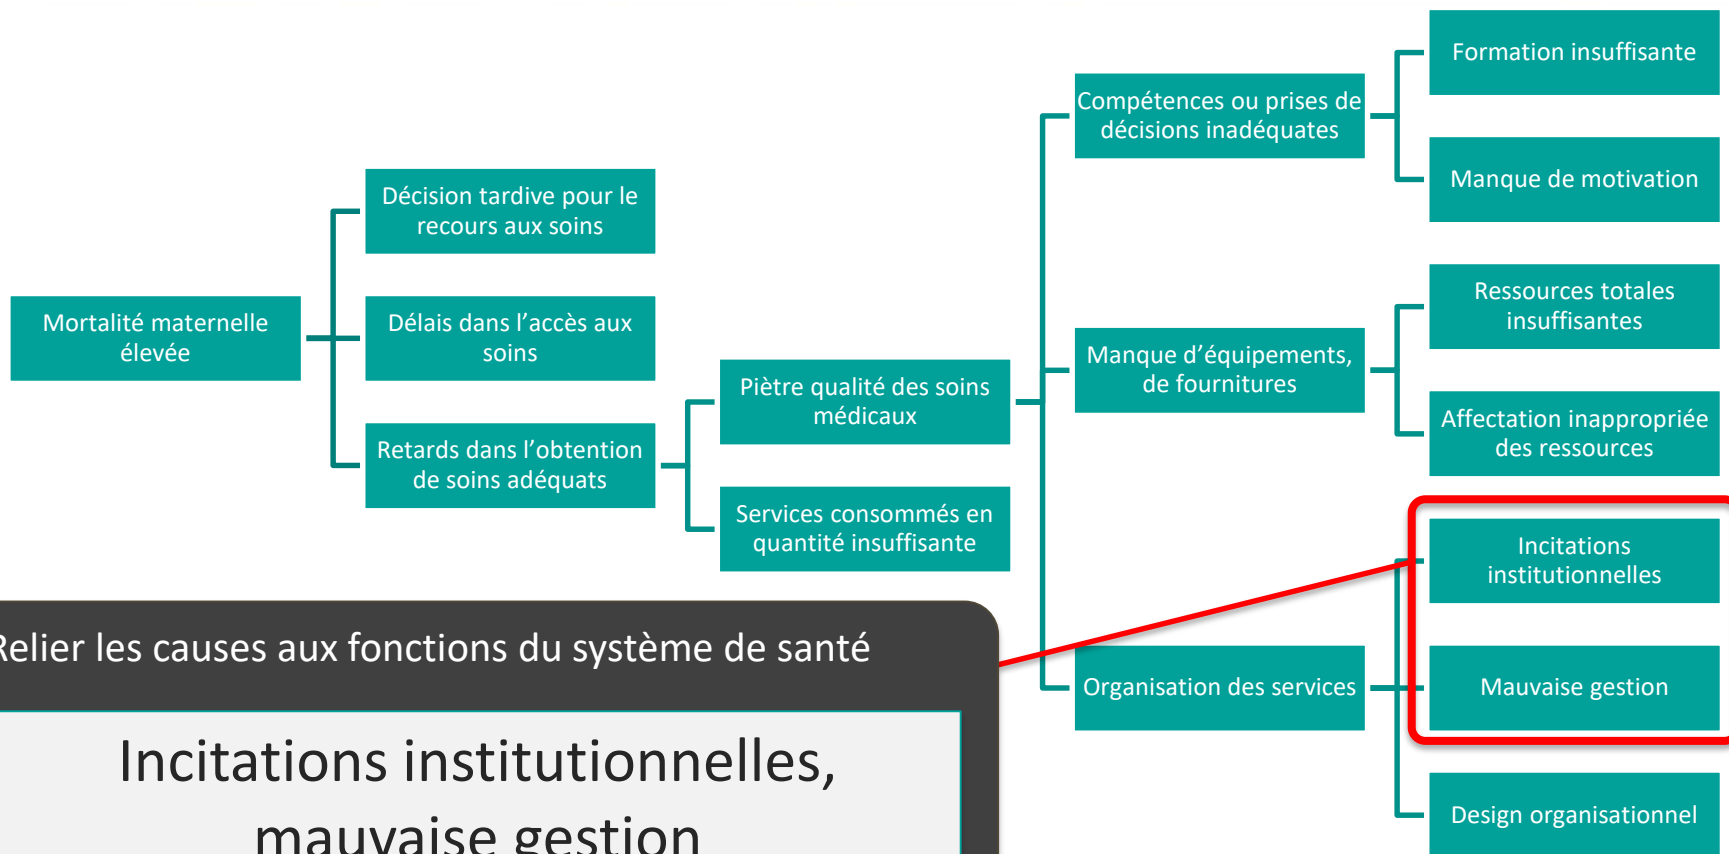 Mortalité maternelle
élevée
Décision tardive pour le
recours aux soins
Délais dans l’accès aux
soins
Retards dans l’obtention
de soins adéquats
Piètre qualité des soins
médicaux
Services consommés en
quantité insuffisante
Compétences ou prises de
décisions inadéquates
Manque d’équipements,
de fournitures
Organisation des services
Formation insuffisante
Manque de motivation
Ressources totales
insuffisantes
Affectation inappropriée
des ressources
Incitations
institutionnelles
Mauvaise gestion
Design organisationnel
Relier les causes aux fonctions du système de santé
Incitations institutionnelles,
mauvaise gestion